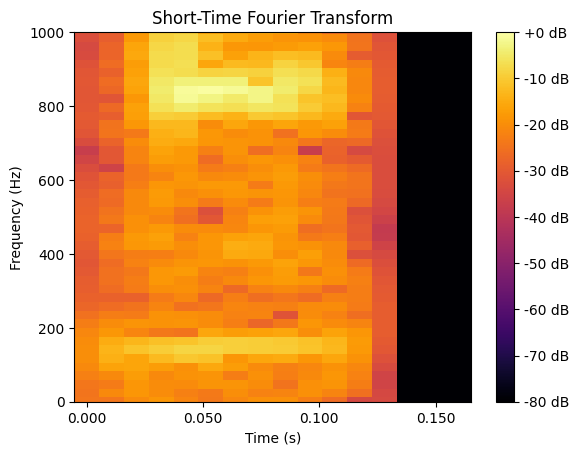 Short-Time Fourier Transform
Frequency (Hz)
1000
800
600
400
200
0
0.000 0.050 0.100 0.150
Time (s)
+0 dB
-10 dB
-20 dB
-30 dB
-40 dB
-50 dB
-60 dB
-70 dB
-80 dB